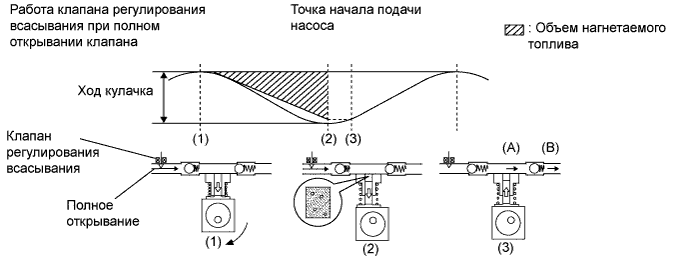 Работа клапана регулирования
всасывания при полном
открывании клапана
Точка начала подачи
насоса
: Объем нагнетаемого
топлива
Ход кулачка
(1)
(2)
(3)
Клапан
регулирования
всасывания
Полное
открывание
(A)
(B)
(1)
(2)
(3)